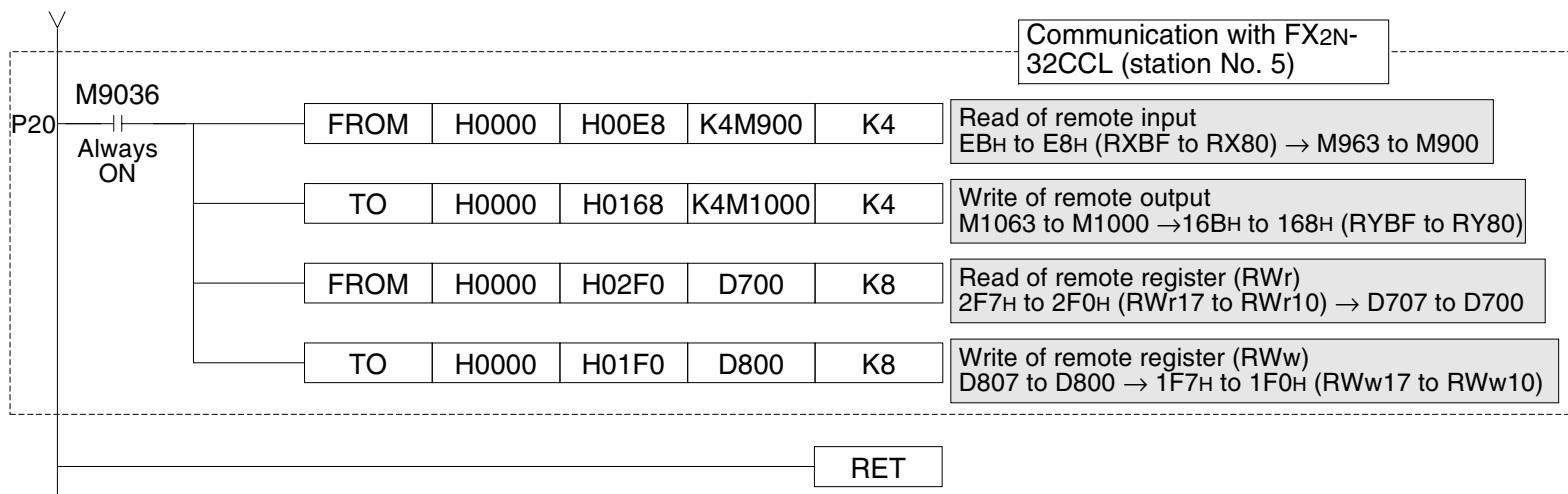 Communication with FX2N-
32CCL (station No. 5)
M9036
P20
Always
ON
FROM H0000 H00E8 K4M900 K4
Read of remote input
EBH to E8H (RXBF to RX80) → M963 to M900
TO H0000 H0168 K4M1000 K4
Write of remote output
M1063 to M1000 →16BH to 168H (RYBF to RY80)
FROM H0000 H02F0 D700 K8
Read of remote register (RWr)
2F7H to 2F0H (RWr17 to RWr10) → D707 to D700
TO H0000 H01F0 D800 K8
Write of remote register (RWw)
D807 to D800 → 1F7H to 1F0H (RWw17 to RWw10)
RET